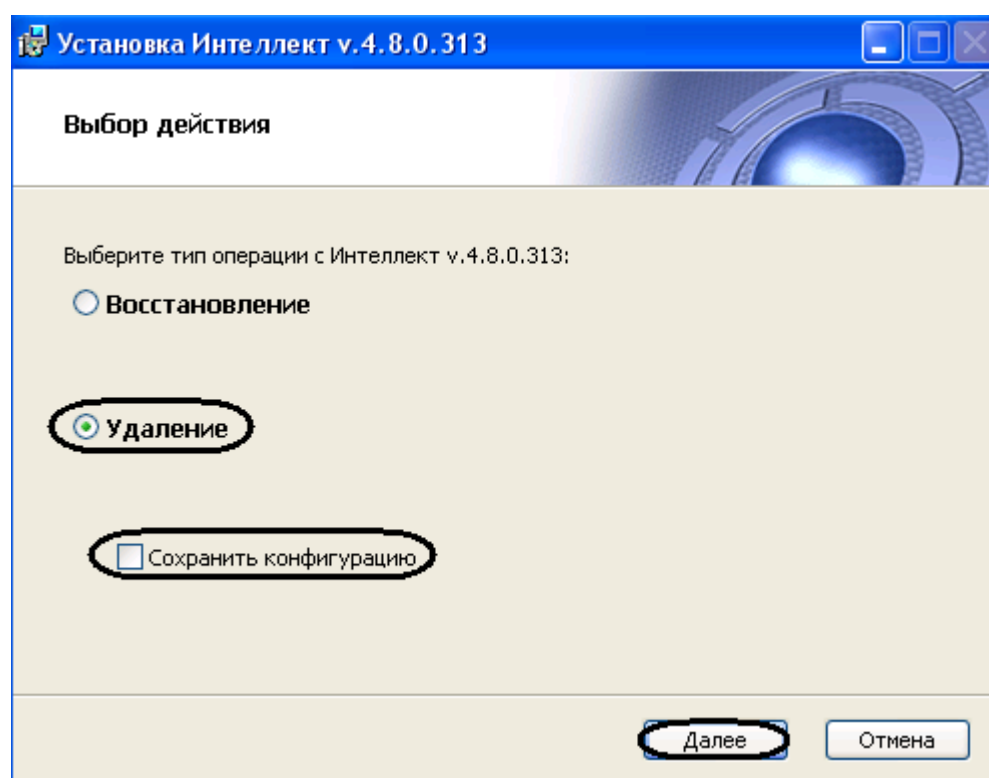 Установка Интеллект v.4.8.0.313
Выбор действия
Выберите тип операции с Интеллект v.4.8.0.313:
Восстановление
Удаление
Сохранить конфигурацию
Далее
Отмена